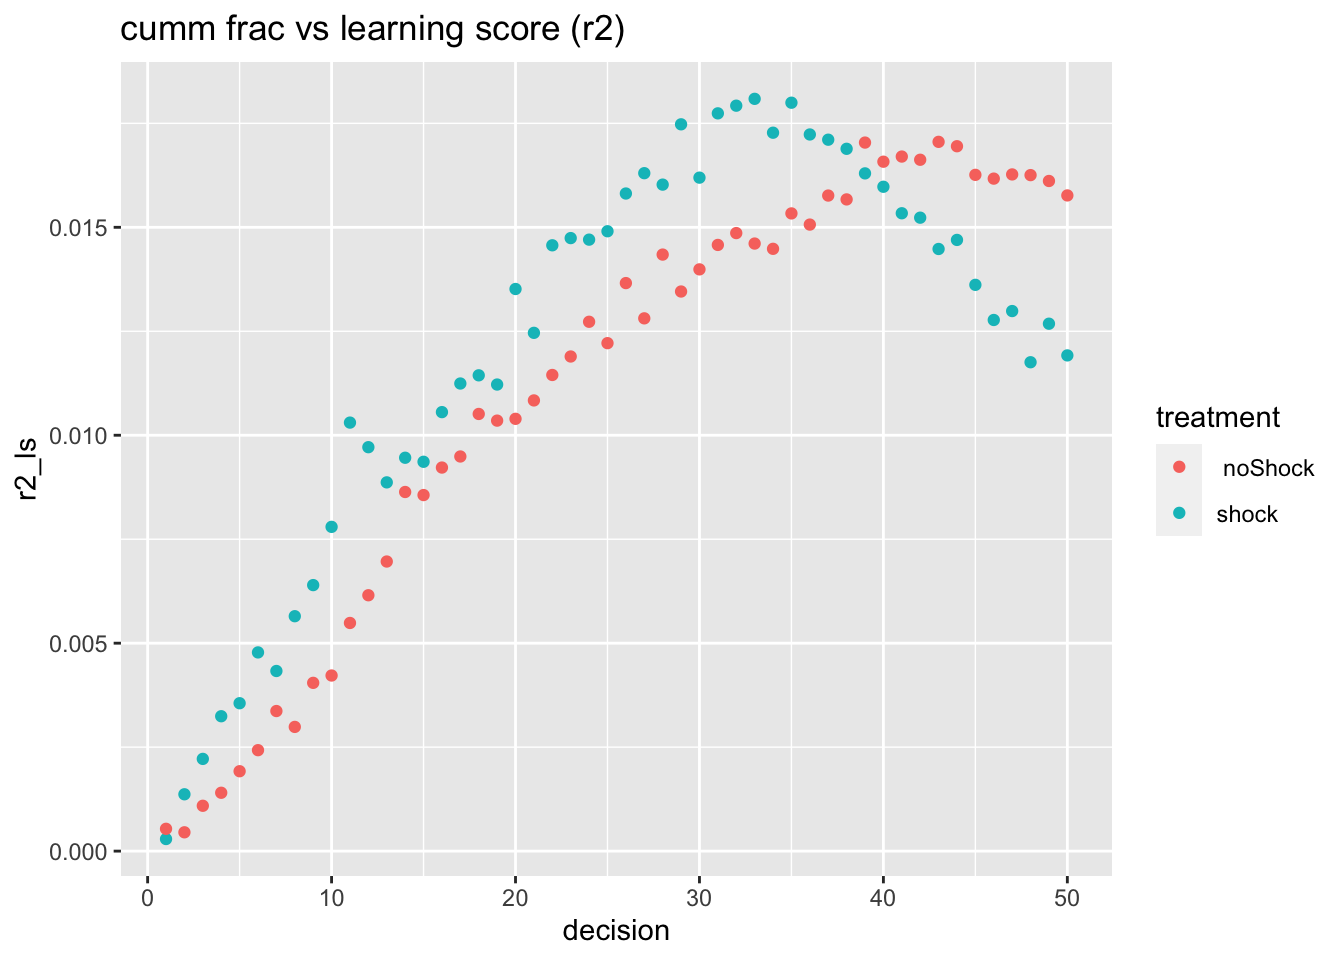 cumm frac vs learning score (r2)
0.015
0.010
0.005
0.000
r2_ls
0 10 20 30 40 50
decision
treatment
noShock
shock